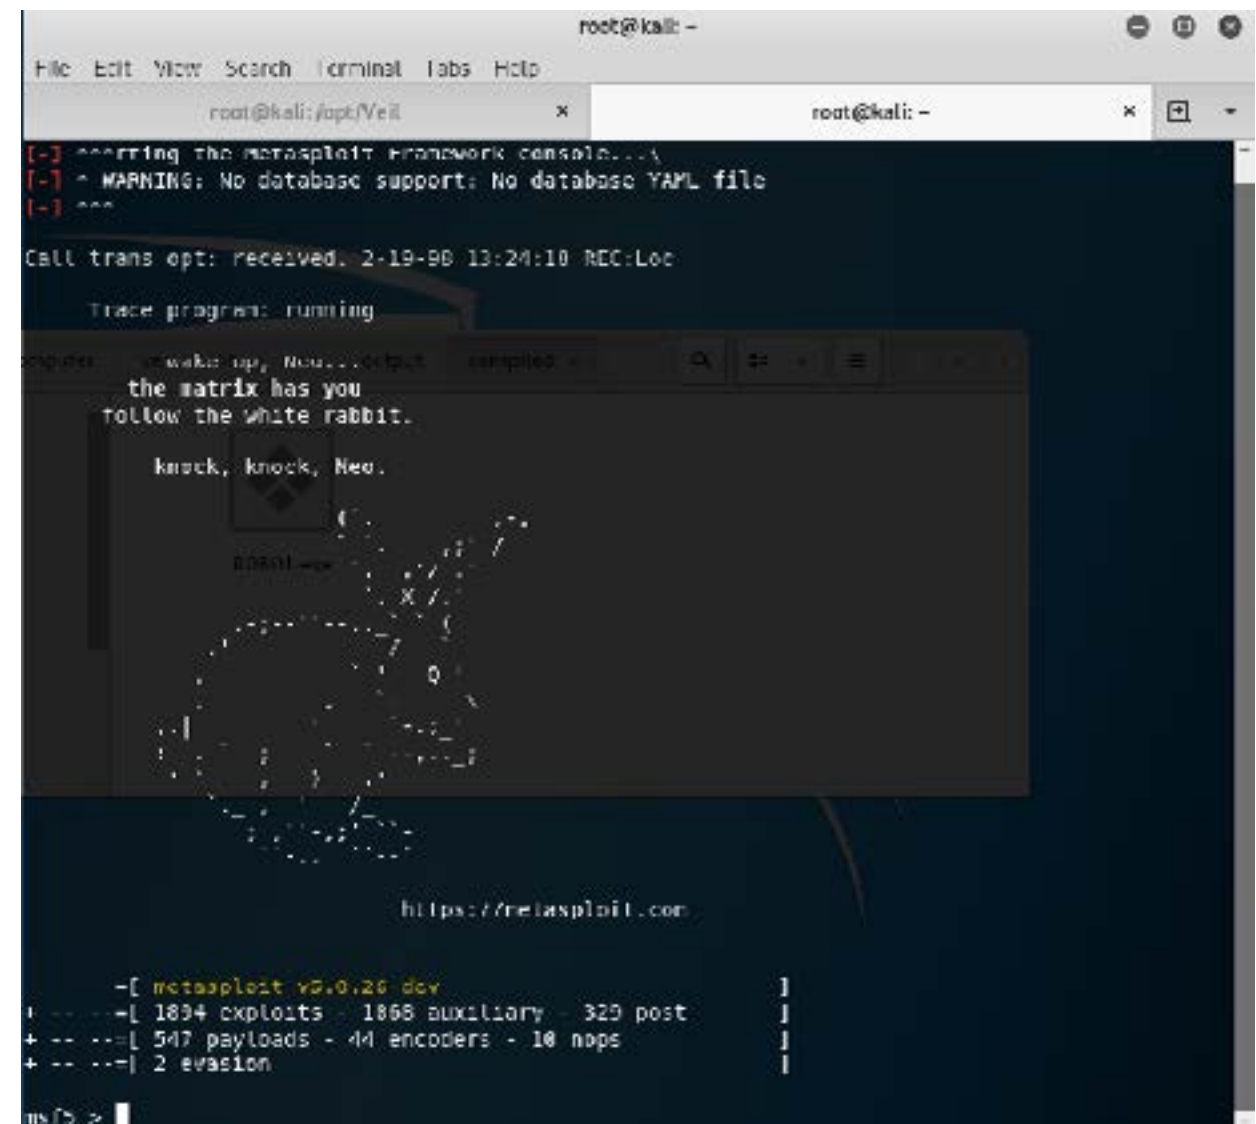 root@kali: ~
File Edit View Search Terminal Tabs Help
root@kali: /opt/Veil × root@kali: ~ ×
[-] ^^^rting the Metasploit Framework console...\
[-] * WARNING: No database support: No database YAML file
[-] ^^^
Call trans opt: received. 2-19-98 13:24:18 REC:Loc
Trace program: running
wake up, Neo...
the matrix has you
follow the white rabbit.
knock, knock, Neo.
output compiled
https://metasploit.com
=[ metasploit v5.0.26-dev ]
+ -- --=[ 1894 exploits - 1068 auxiliary - 329 post ]
+ -- --=[ 547 payloads - 44 encoders - 10 nops ]
+ -- --=[ 2 evasion ]
msf5 >